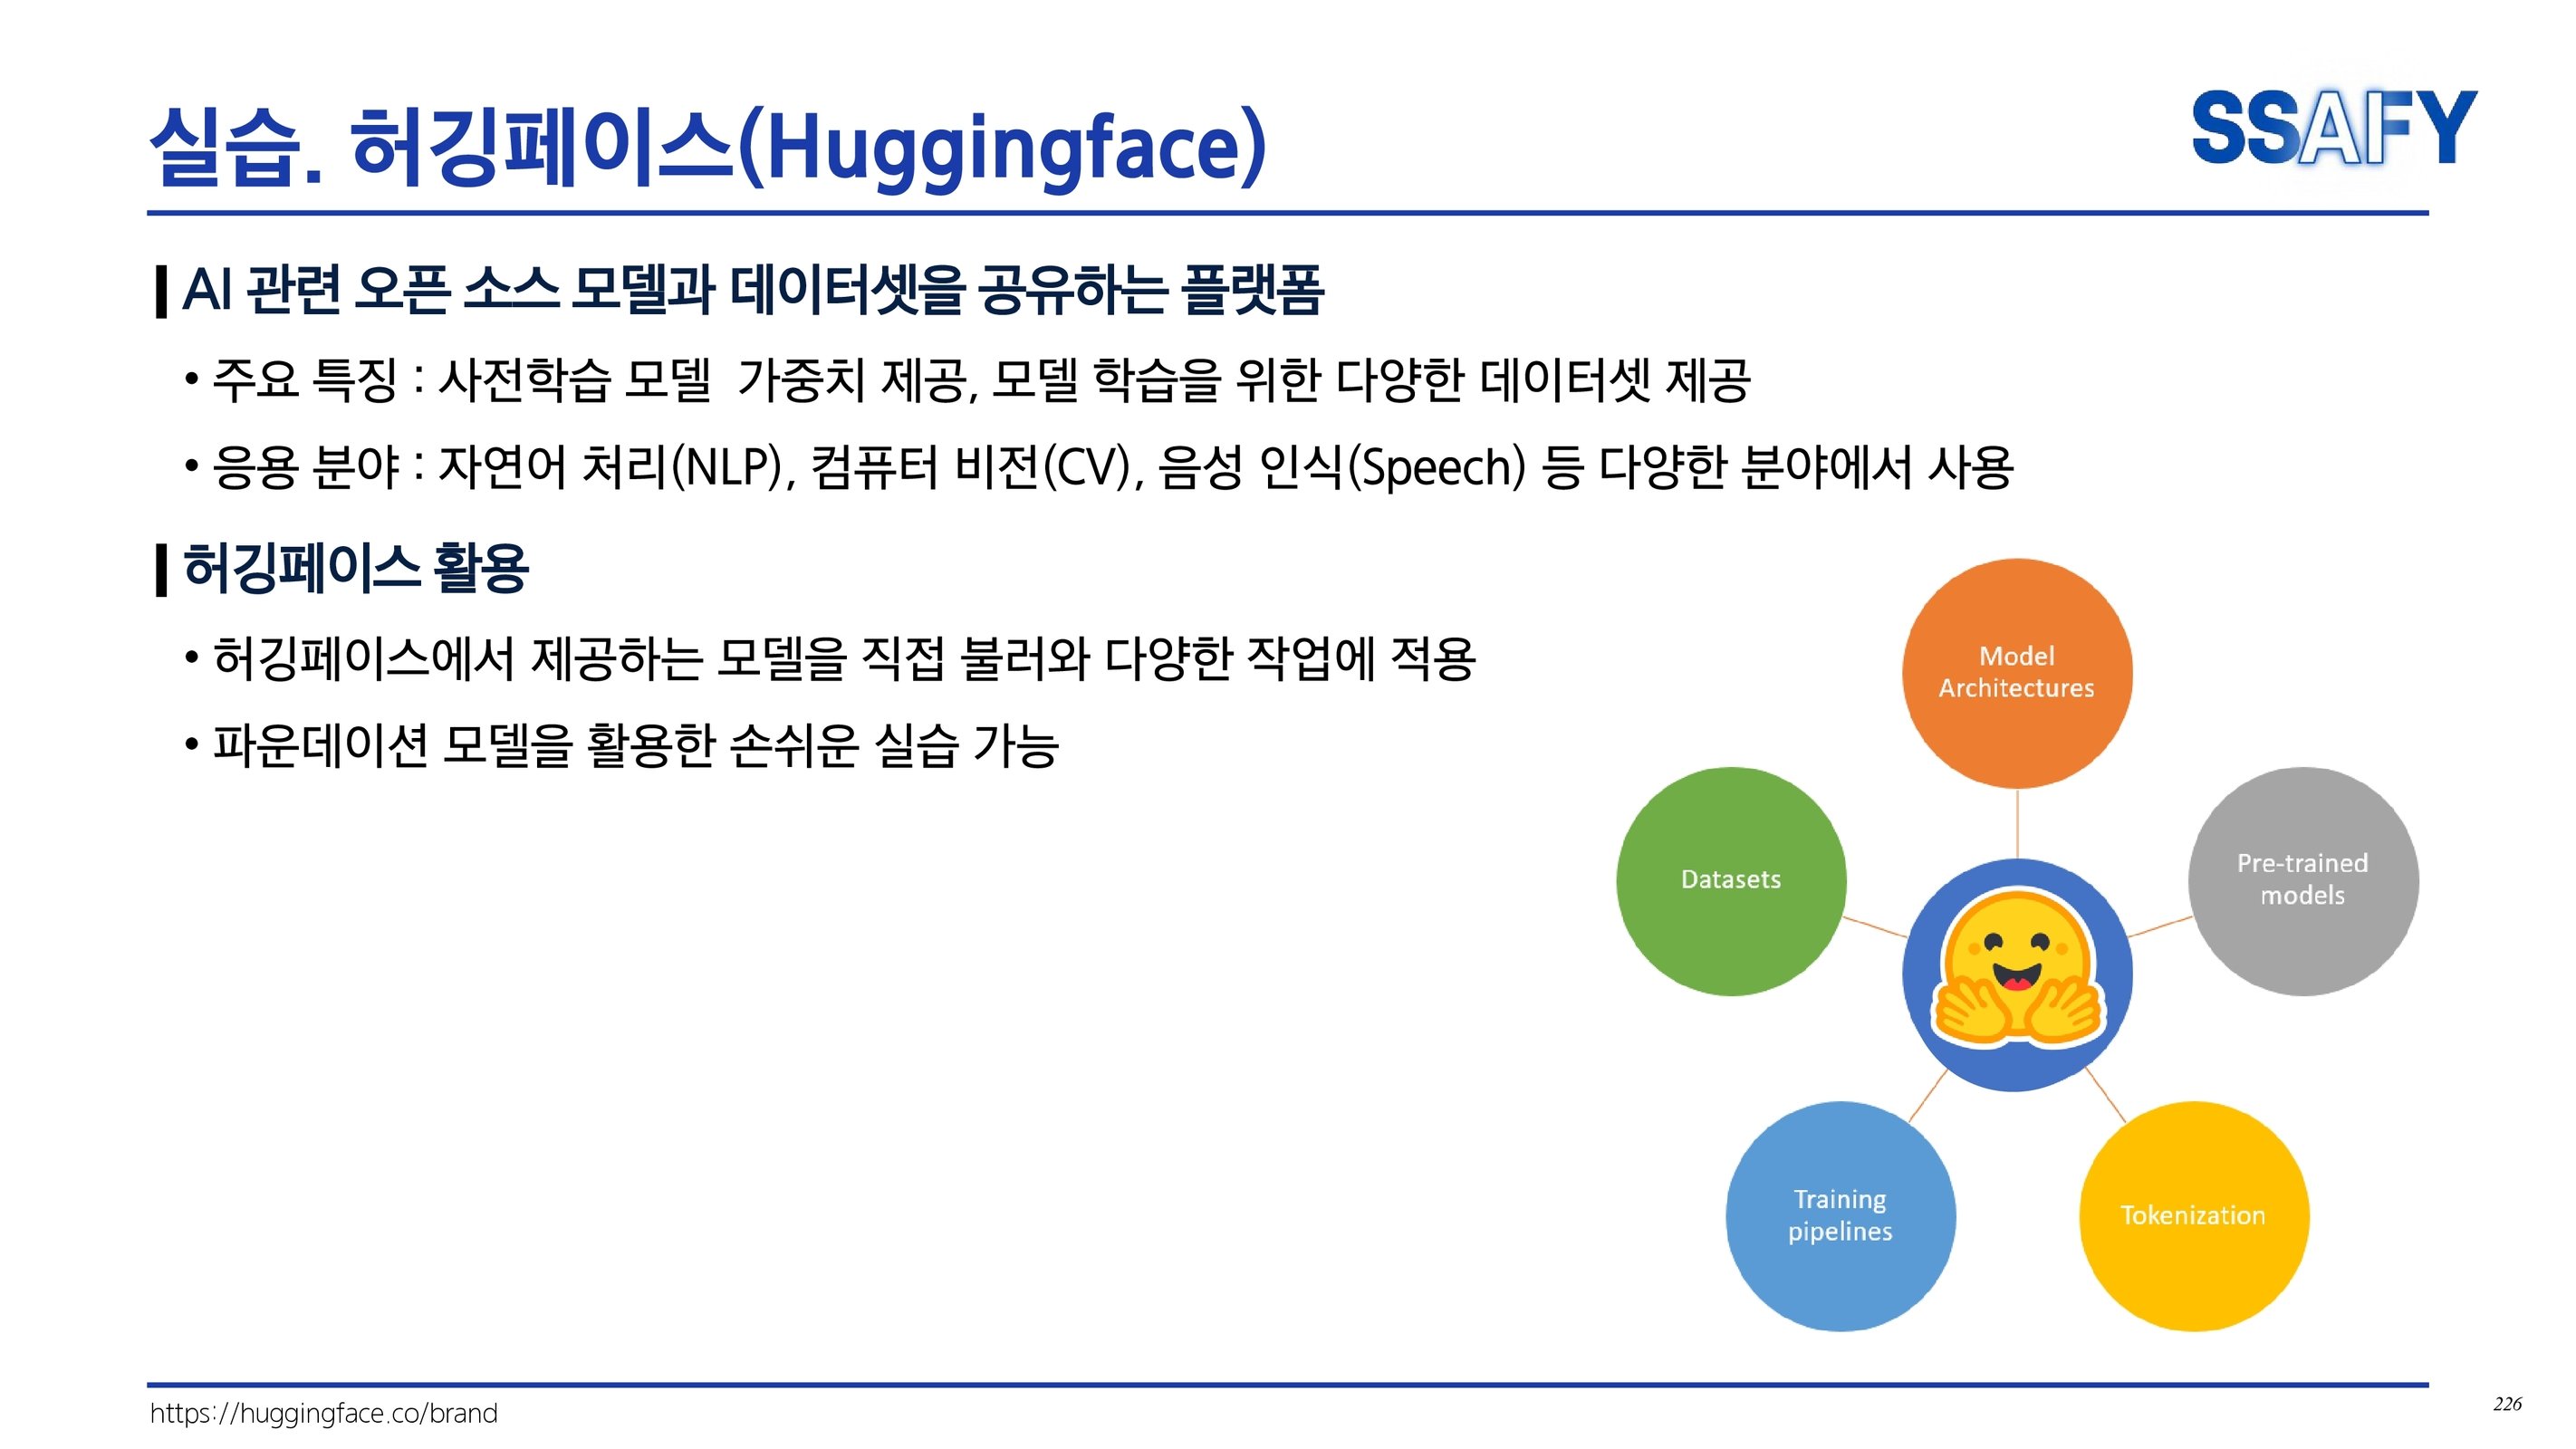 실습. 허깅페이스(Huggingface)
SSAFY
AI 관련 오픈 소스 모델과 데이터셋을 공유하는 플랫폼
• 주요 특징 : 사전학습 모델  가중치 제공, 모델 학습을 위한 다양한 데이터셋 제공
• 응용 분야 : 자연어 처리(NLP), 컴퓨터 비전(CV), 음성 인식(Speech) 등 다양한 분야에서 사용
허깅페이스 활용
• 허깅페이스에서 제공하는 모델을 직접 불러와 다양한 작업에 적용
• 파운데이션 모델을 활용한 손쉬운 실습 가능
Model
Architectures
Datasets
Pre-trained
models
Training
pipelines
Tokenization
https://huggingface.co/brand
226